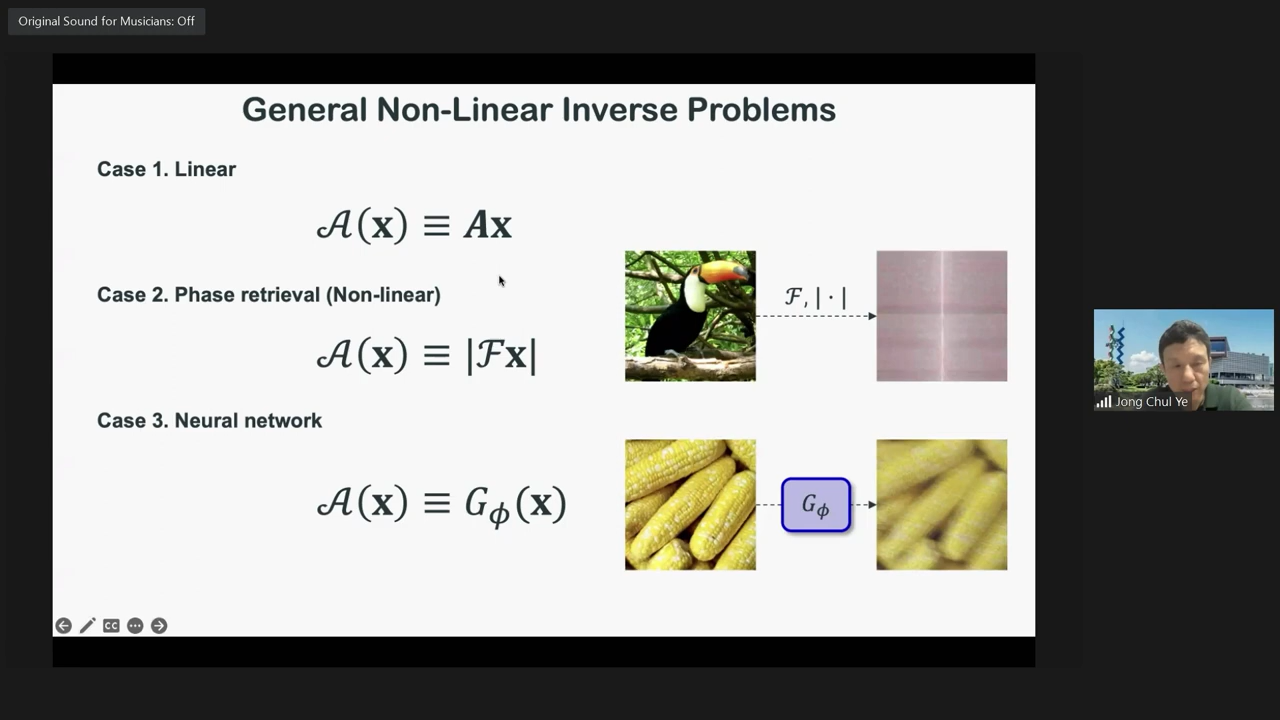 Original Sound for Musicians: Off
General Non-Linear Inverse Problems
Case 1. Linear
𝒜(𝐱) ≡ 𝑨𝐱
Case 2. Phase retrieval (Non-linear)
ℱ, | · |
𝒜(𝐱) ≡ |ℱ𝐱|
Case 3. Neural network
𝒜(𝐱) ≡ G_ϕ(𝐱)
G_ϕ
CC
Jong Chul Ye